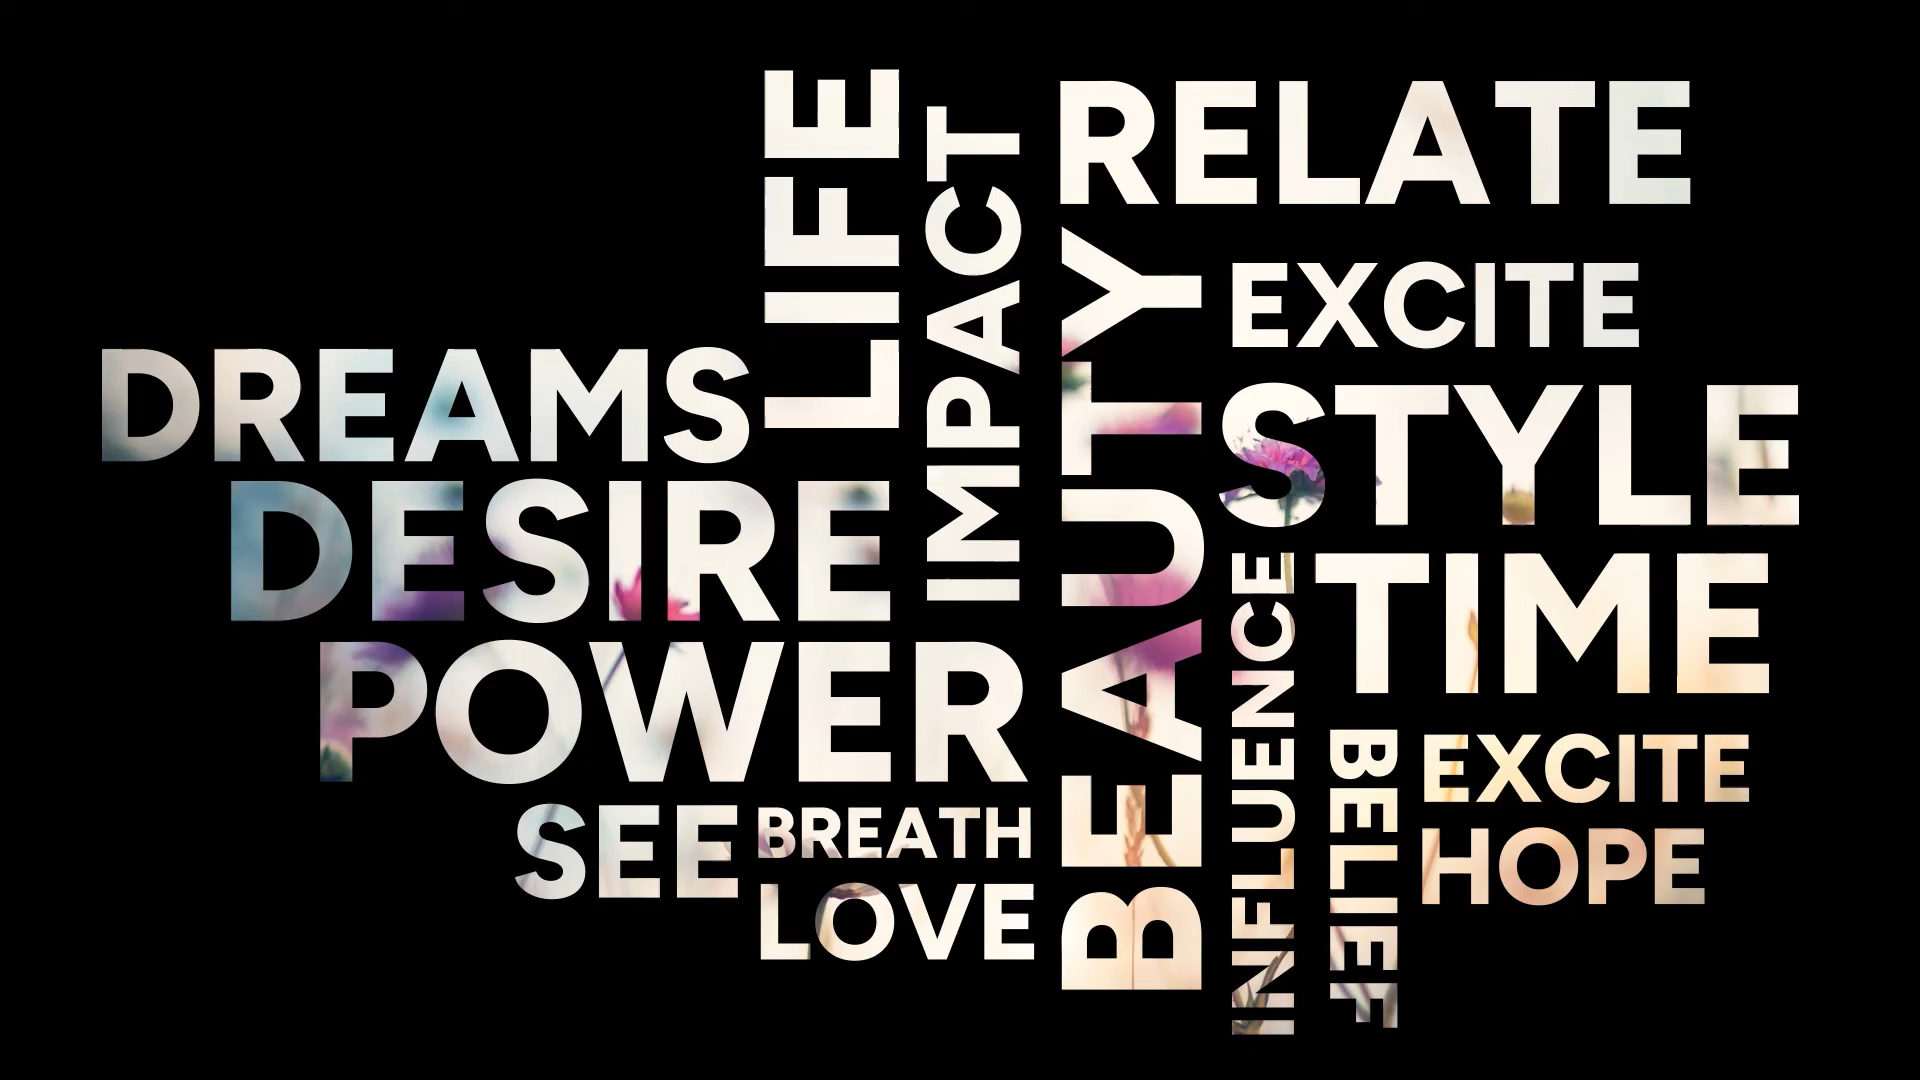 LIFE
IMPACT
RELATE
EXCITE
DREAMS
DESIRE
POWER
SEE
BREATH
LOVE
BEAUTY
STYLE
TIME
INFLUENCE
BELIEF
EXCITE
HOPE